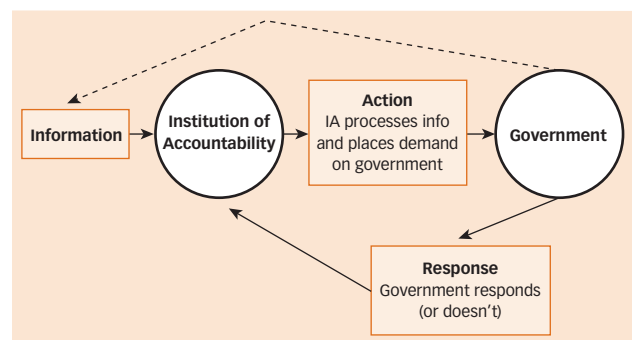 Information
Institution of
Accountability
Action
IA processes info
and places demand
on government
Government
Response
Government responds
(or doesn't)